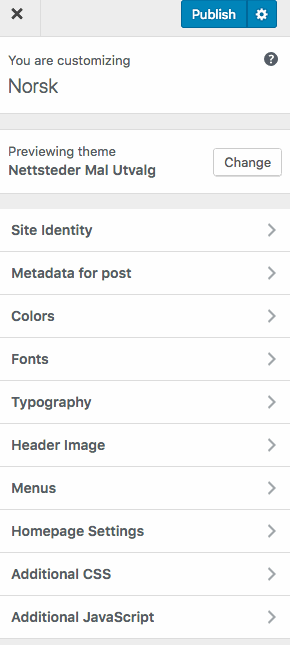 Publish
You are customizing
Norsk
Previewing theme
Nettsteder Mal Utvalg
Change
Site Identity
Metadata for post
Colors
Fonts
Typography
Header Image
Menus
Homepage Settings
Additional CSS
Additional JavaScript